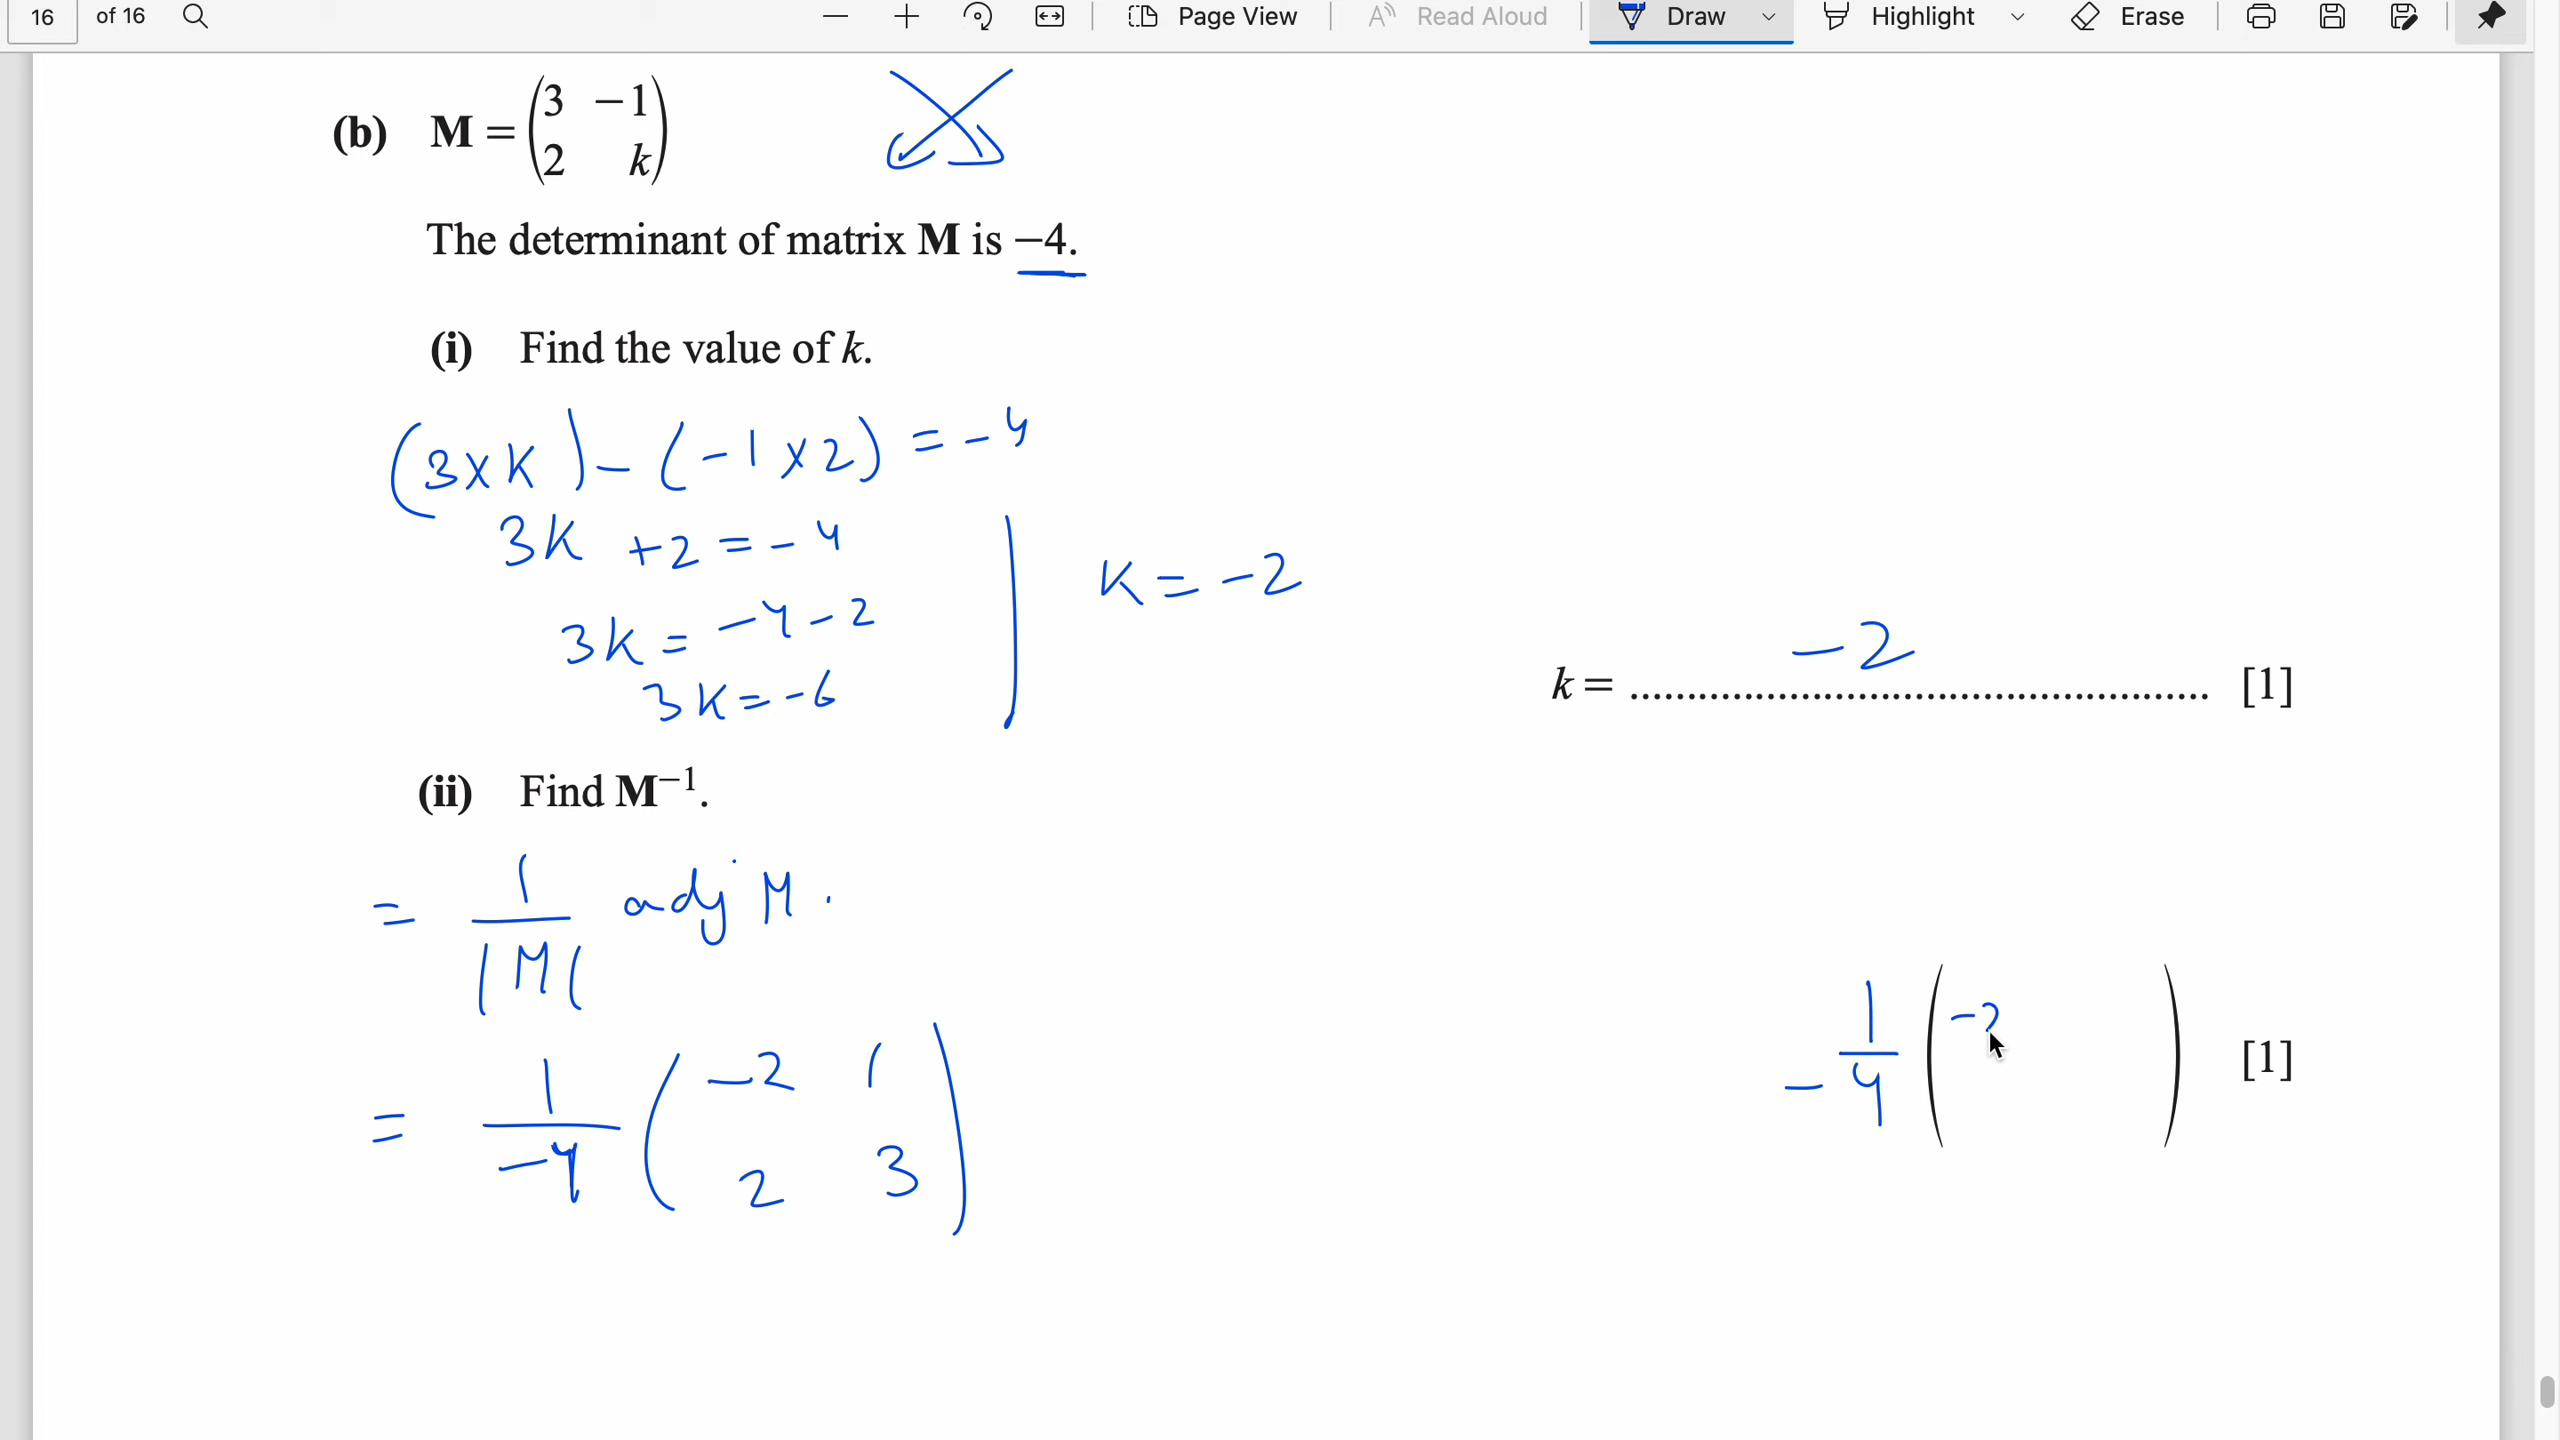 16 of 16 Page View Read Aloud Draw Highlight Erase
(b) M = (3 −1
2 k)
The determinant of matrix M is −4.
(i) Find the value of k.
(3×K) − (−1×2) = −4
3K +2 = −4
3K = −4−2
3K = −6
K = −2
−2
k = .................................................... [1]
(ii) Find M⁻¹.
= 1/|M| adj M.
= 1/−4 (−2 1
2 3)
−1/4 (−2 ) [1]